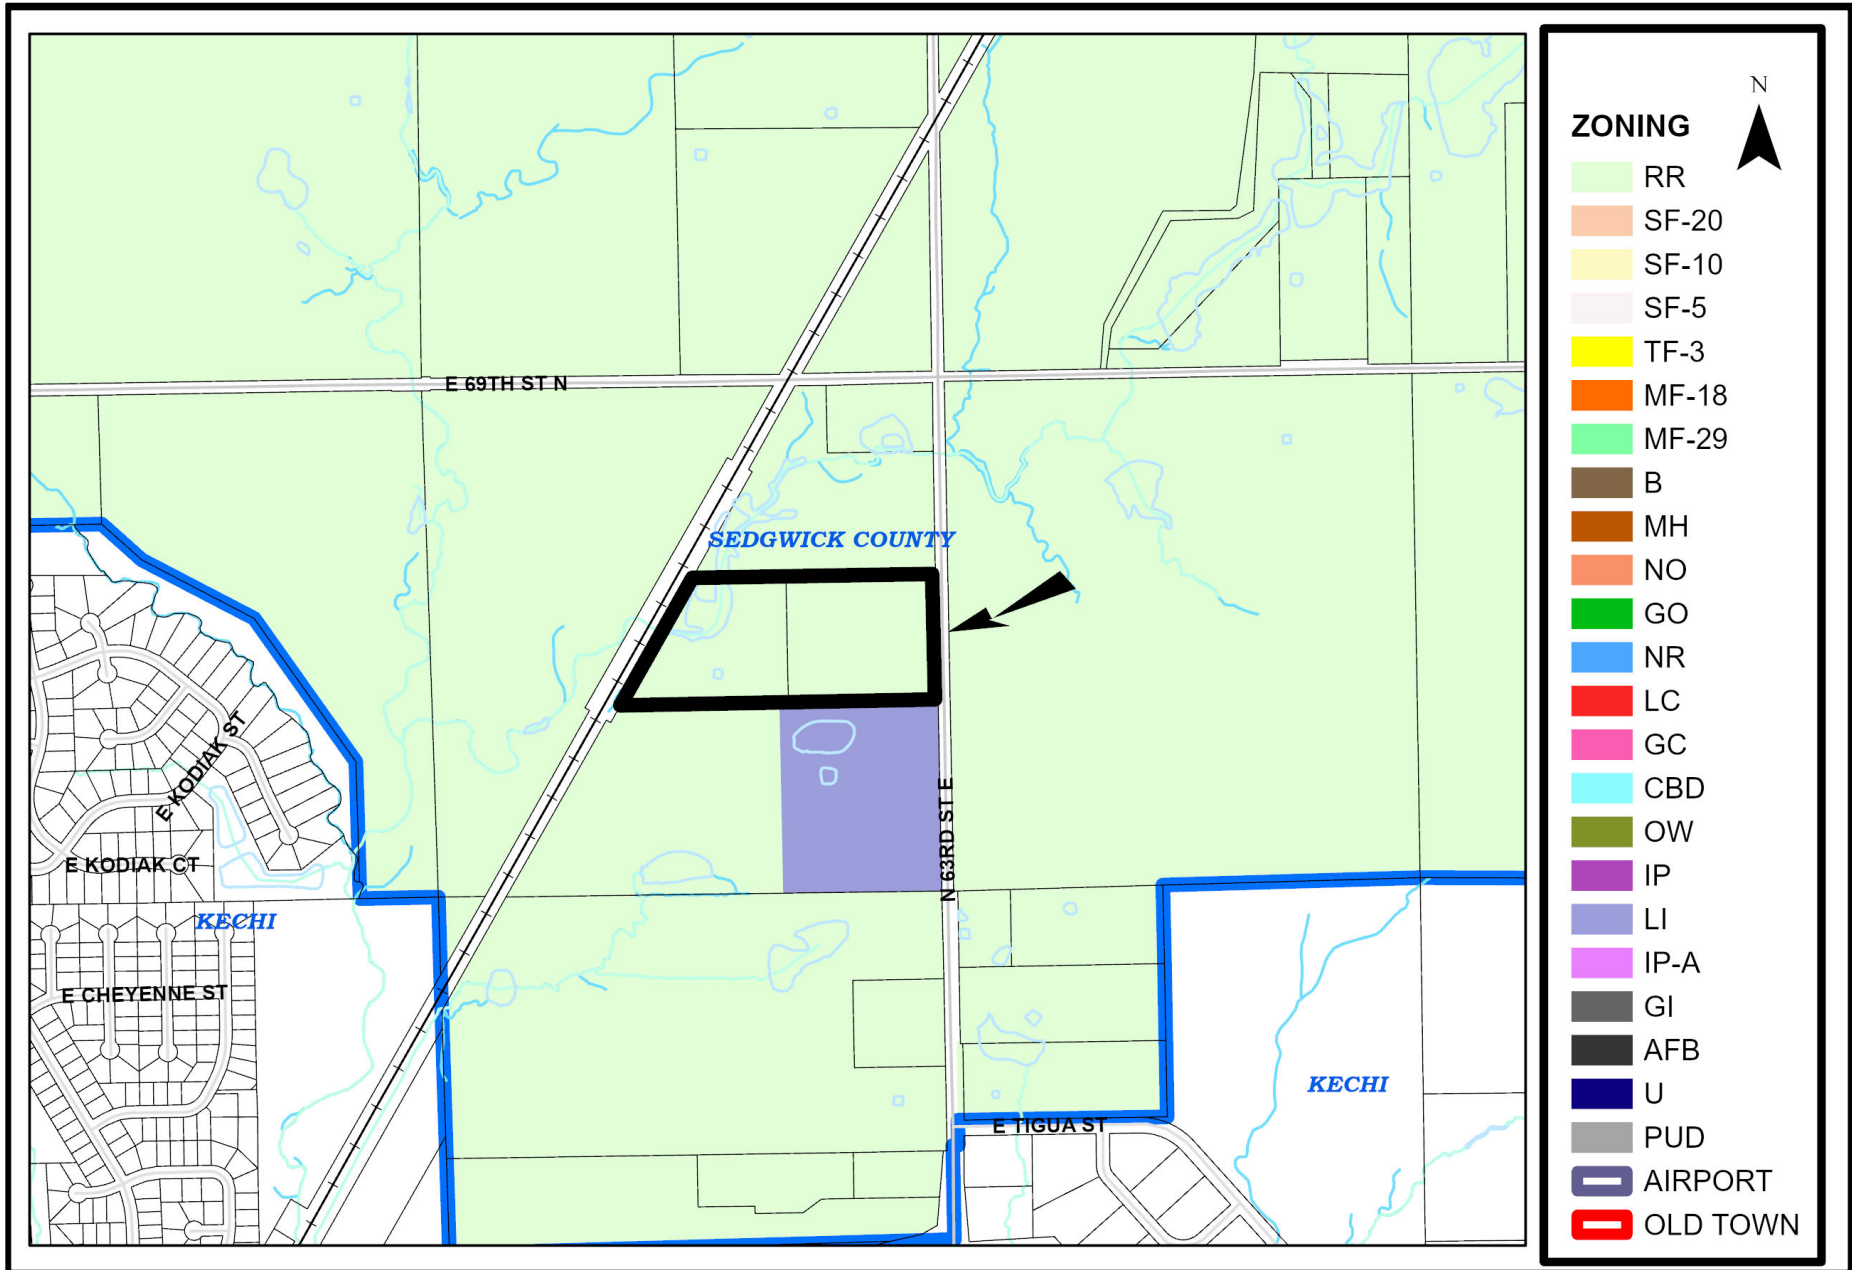 E 69TH ST N
SEDGWICK COUNTY
E KODIAK ST
E KODIAK CT
KECHI
E CHEYENNE ST
N 63RD ST E
KECHI
E TIGUA ST
N
ZONING
RR
SF-20
SF-10
SF-5
TF-3
MF-18
MF-29
B
MH
NO
GO
NR
LC
GC
CBD
OW
IP
LI
IP-A
GI
AFB
U
PUD
AIRPORT
OLD TOWN